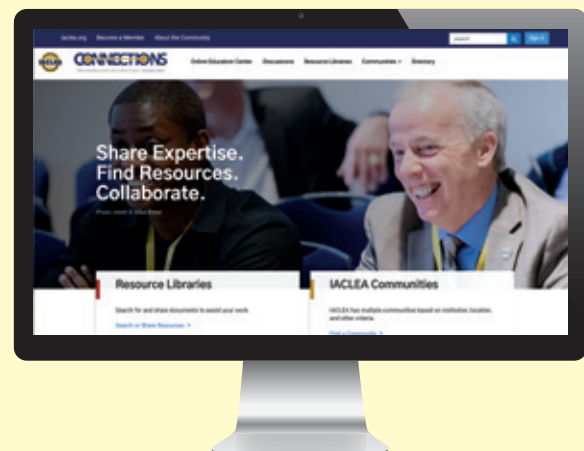 iaclea.org Become a Member About the Community
search Sign In
IACLEA CONNECTIONS Online Education Center Discussions Resource Libraries Communities Directory
Share Expertise.
Find Resources.
Collaborate.
Resource Libraries IACLEA Communities
Search for and share documents to assist your work IACLEA has multiple communities based on institution, location,
and other criteria.
Search or Share Resources > Find a Community >